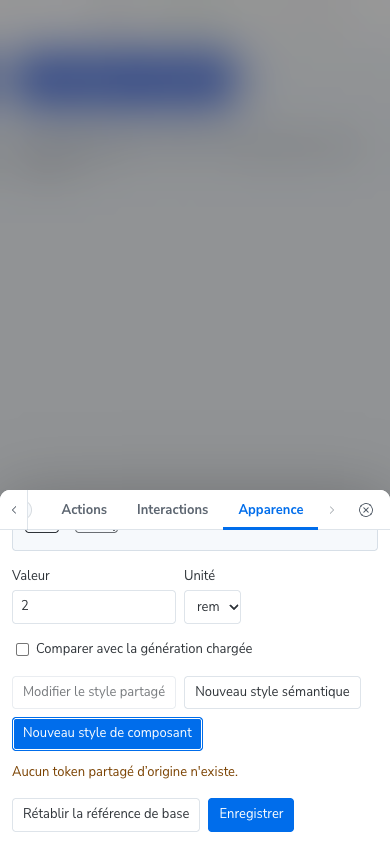 Actions Interactions Apparence
Valeur Unité
2 rem
Comparer avec la génération chargée
Modifier le style partagé Nouveau style sémantique
Nouveau style de composant
Aucun token partagé d’origine n'existe.
Rétablir la référence de base Enregistrer